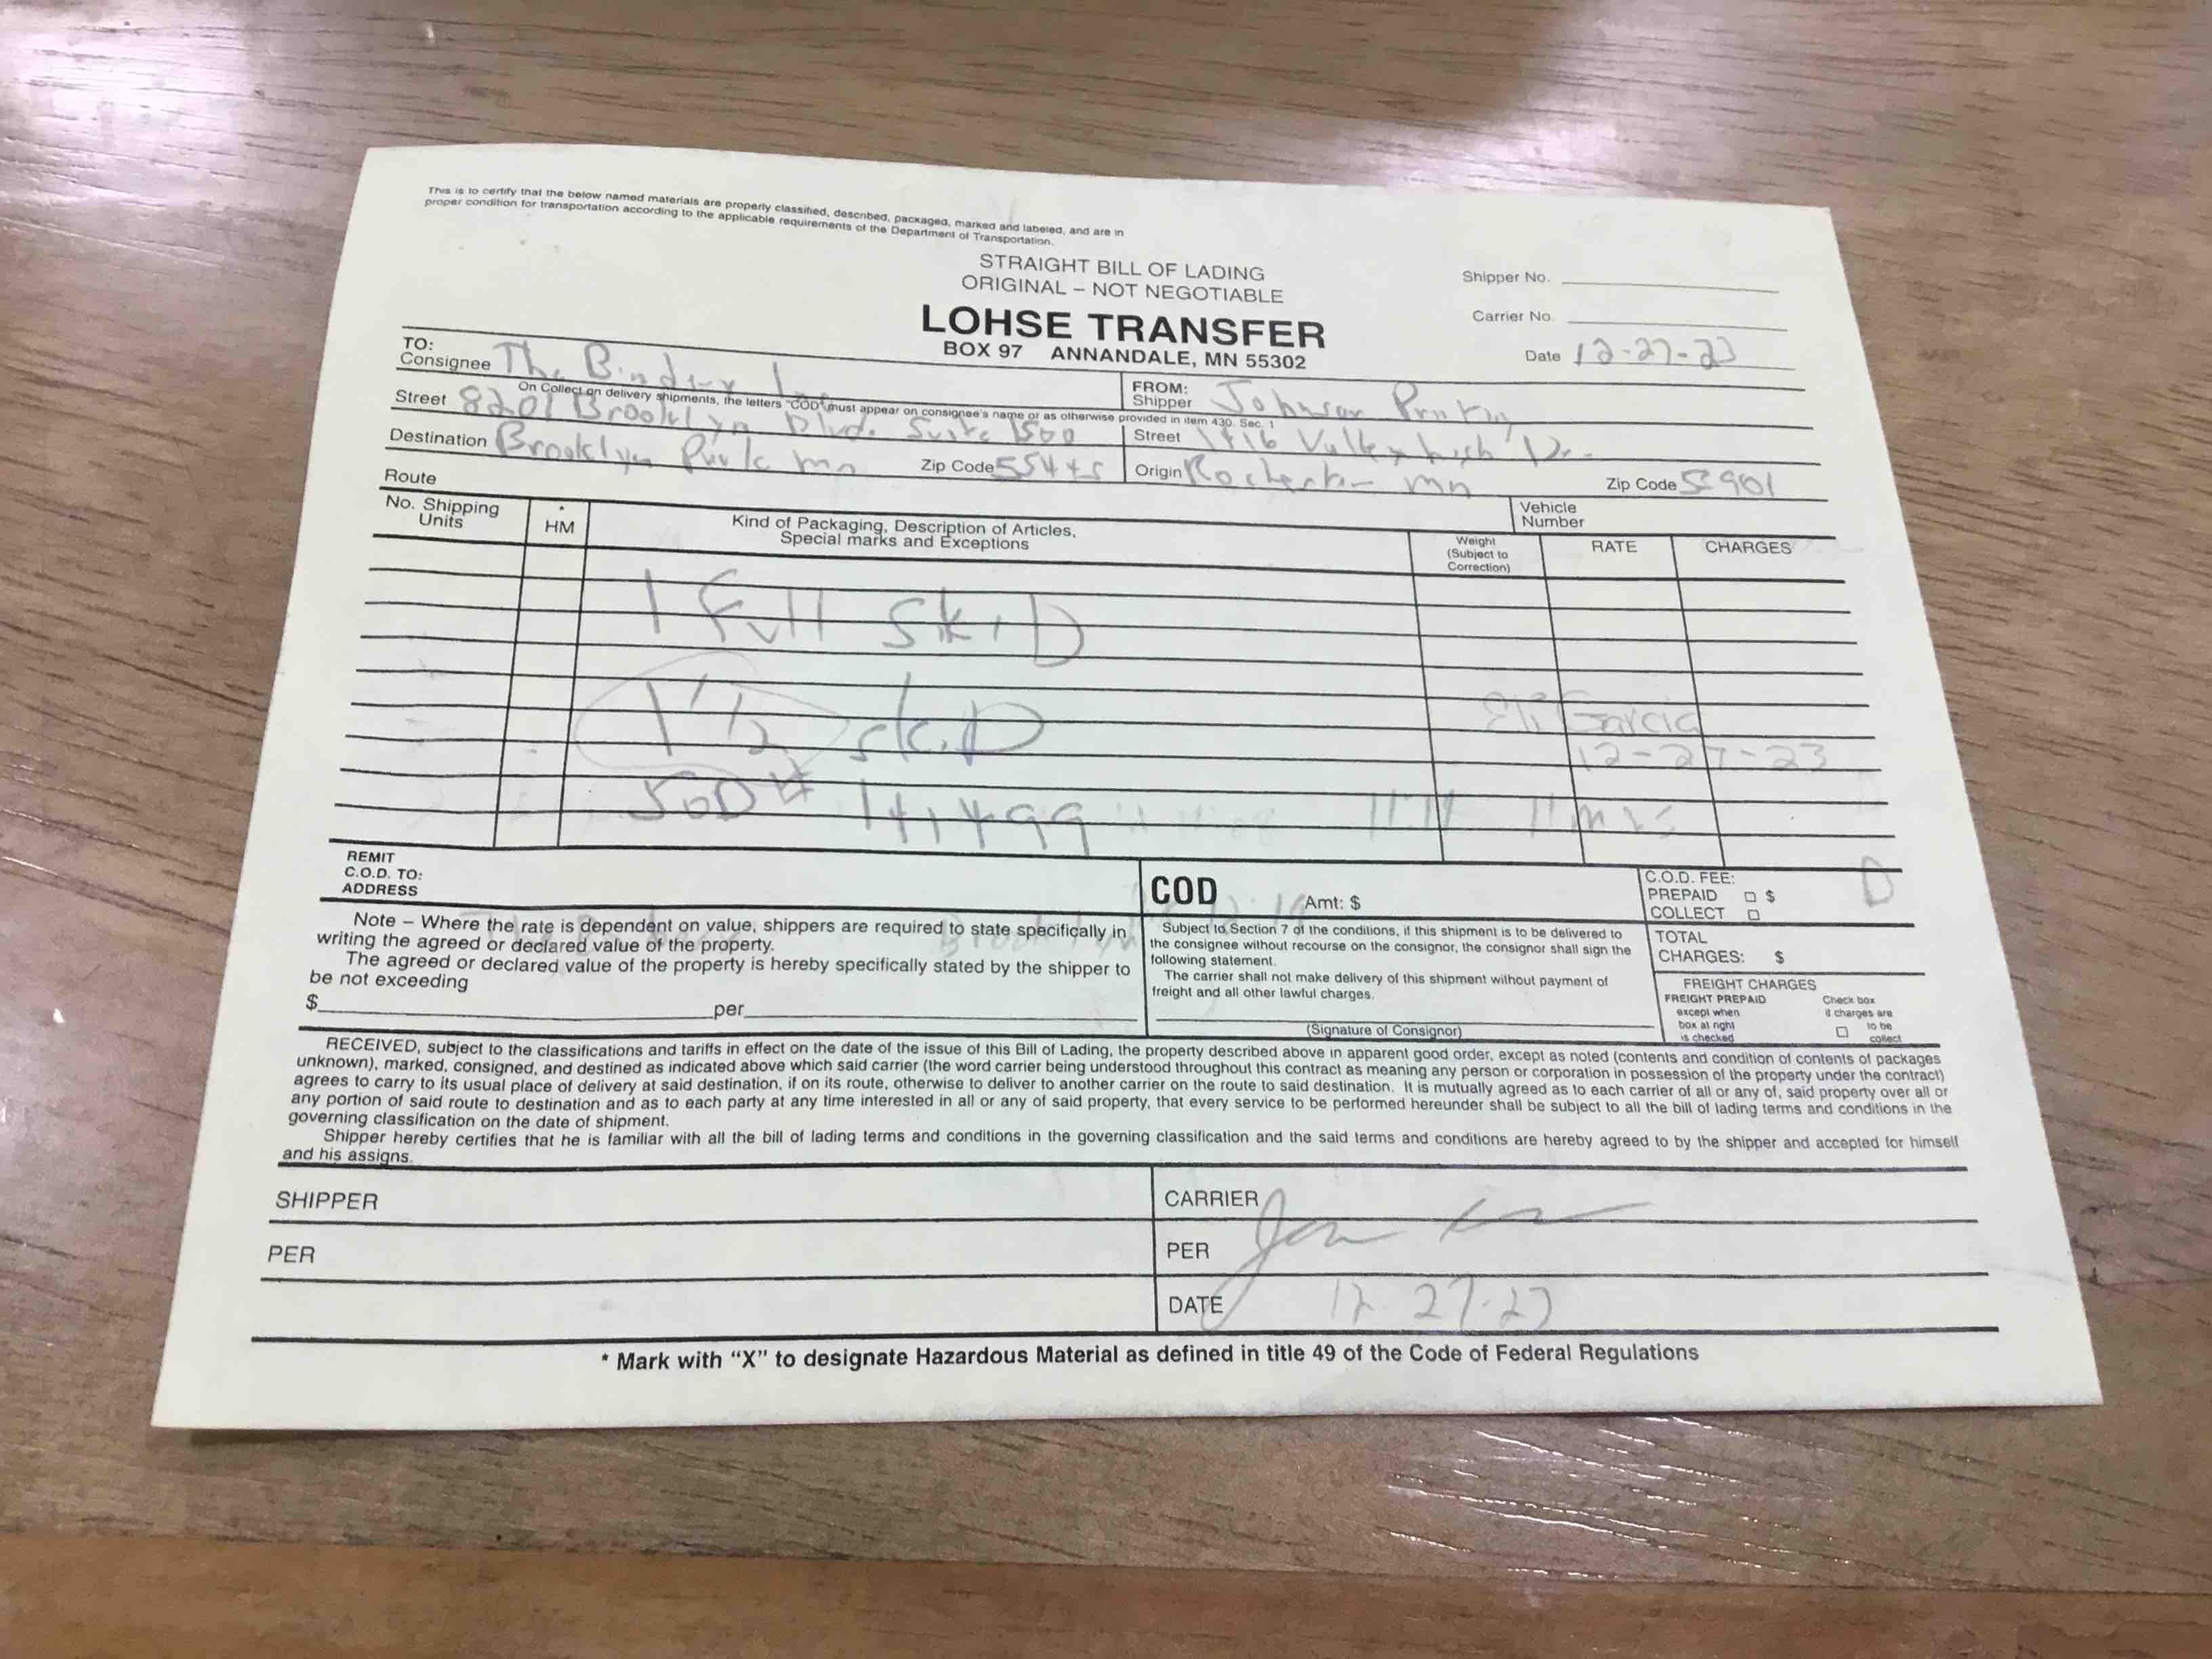 This is to certify that the below named materials are properly classified, described, packaged, marked and labeled, and are in
proper condition for transportation according to the applicable requirements of the Department of Transportation.
STRAIGHT BILL OF LADING
ORIGINAL – NOT NEGOTIABLE
LOHSE TRANSFER
BOX 97 ANNANDALE, MN 55302
Shipper No.
Carrier No.
Date 12-27-23
TO:
Consignee The Bindery
On Collect on delivery shipments, the letters "COD" must appear on consignee's name or as otherwise provided in item 430, Sec. 1
Street 8201 Brooklyn Blvd. Suite 1500
Destination Brooklyn Park mn Zip Code 55445
Route
FROM:
Shipper Johnson Printing
Street 1416 Valleyhigh Dr.
Origin Rochester mn Zip Code 55901
Vehicle
Number
No. Shipping
Units
*
HM
Kind of Packaging, Description of Articles,
Special marks and Exceptions
Weight
(Subject to
Correction)
RATE
CHARGES
1 Full SkiD
1 1/2 skiD
JOD# 141499
Eli Garcia
12-27-23
REMIT
C.O.D. TO:
ADDRESS
COD Amt: $
C.O.D. FEE:
PREPAID □ $
COLLECT □
D
Note – Where the rate is dependent on value, shippers are required to state specifically in
writing the agreed or declared value of the property.
The agreed or declared value of the property is hereby specifically stated by the shipper to
be not exceeding
$ per
Subject to Section 7 of the conditions, if this shipment is to be delivered to
the consignee without recourse on the consignor, the consignor shall sign the
following statement.
The carrier shall not make delivery of this shipment without payment of
freight and all other lawful charges.
(Signature of Consignor)
TOTAL
CHARGES: $
FREIGHT CHARGES
FREIGHT PREPAID
except when
box at right
is checked
Check box
if charges are
□ to be
collect
RECEIVED, subject to the classifications and tariffs in effect on the date of the issue of this Bill of Lading, the property described above in apparent good order, except as noted (contents and condition of contents of packages
unknown), marked, consigned, and destined as indicated above which said carrier (the word carrier being understood throughout this contract as meaning any person or corporation in possession of the property under the contract)
agrees to carry to its usual place of delivery at said destination, if on its route, otherwise to deliver to another carrier on the route to said destination. It is mutually agreed as to each carrier of all or any of, said property over all or
any portion of said route to destination and as to each party at any time interested in all or any of said property, that every service to be performed hereunder shall be subject to all the bill of lading terms and conditions in the
governing classification on the date of shipment.
Shipper hereby certifies that he is familiar with all the bill of lading terms and conditions in the governing classification and the said terms and conditions are hereby agreed to by the shipper and accepted for himself
and his assigns.
SHIPPER
PER
CARRIER
PER
DATE 12-27-23
* Mark with "X" to designate Hazardous Material as defined in title 49 of the Code of Federal Regulations